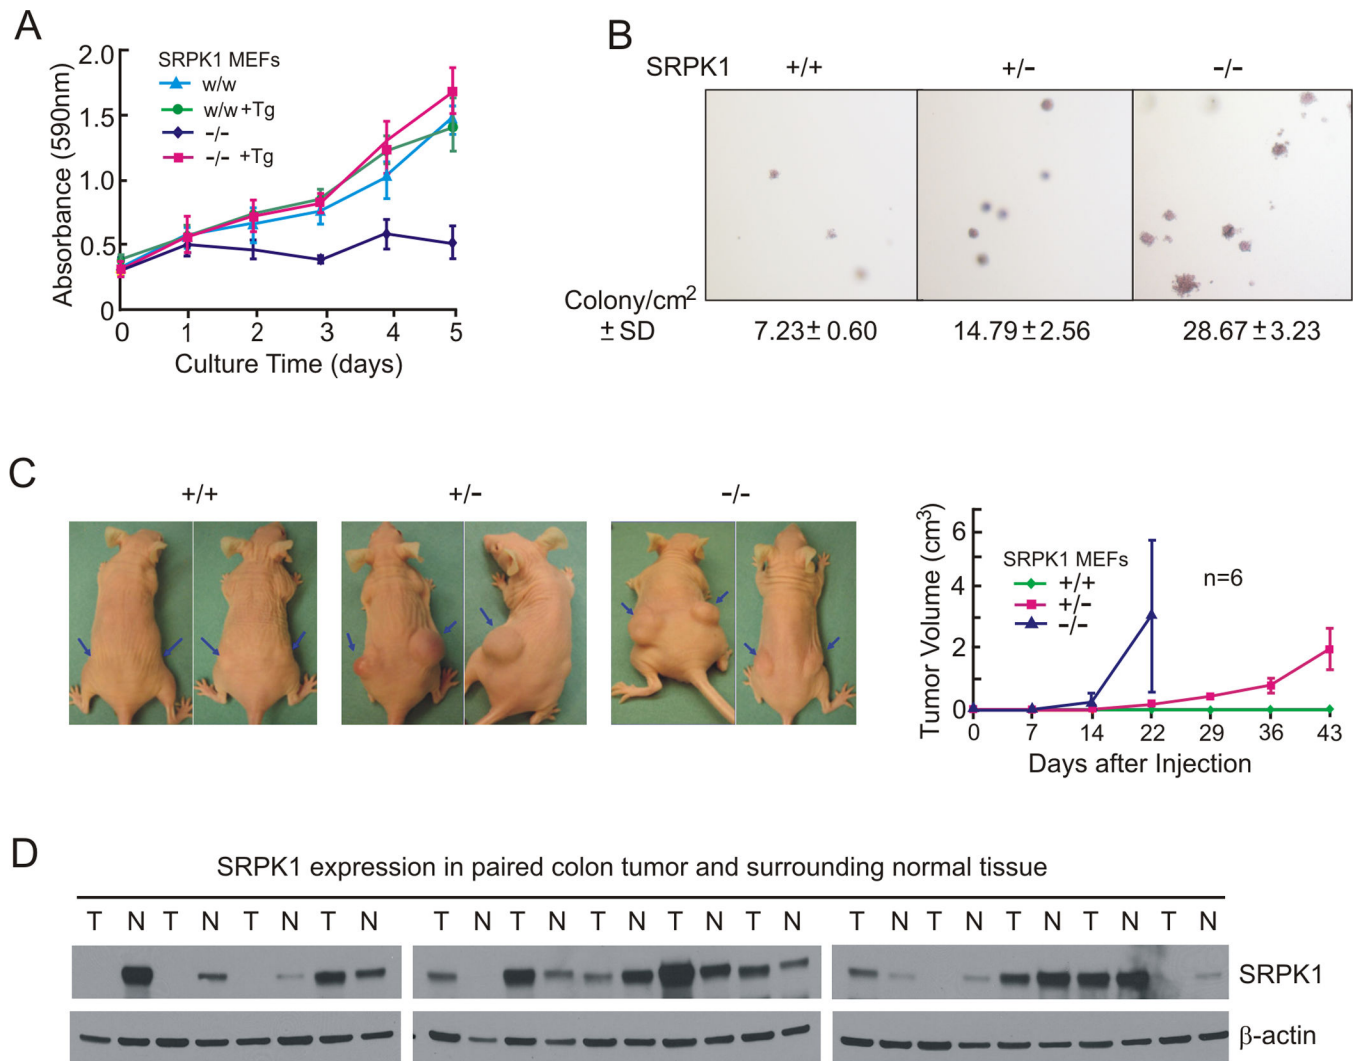 A
2.0
1.5
1.0
0.5
0
Absorbance (590nm)
SRPK1 MEFs
w/w
w/w +Tg
-/-
-/- +Tg
0 1 2 3 4 5
Culture Time (days)
B
SRPK1 +/+ +/- -/-
Colony/cm²
± SD 7.23± 0.60 14.79±2.56 28.67±3.23
C
+/+ +/- -/-
Tumor Volume (cm³)
6
4
2
0
SRPK1 MEFs
+/+
+/-
-/-
n=6
0 7 14 22 29 36 43
Days after Injection
D
SRPK1 expression in paired colon tumor and surrounding normal tissue
T N T N T N T N T N T N T N T N T N T N T N T N T N T N
SRPK1
β-actin